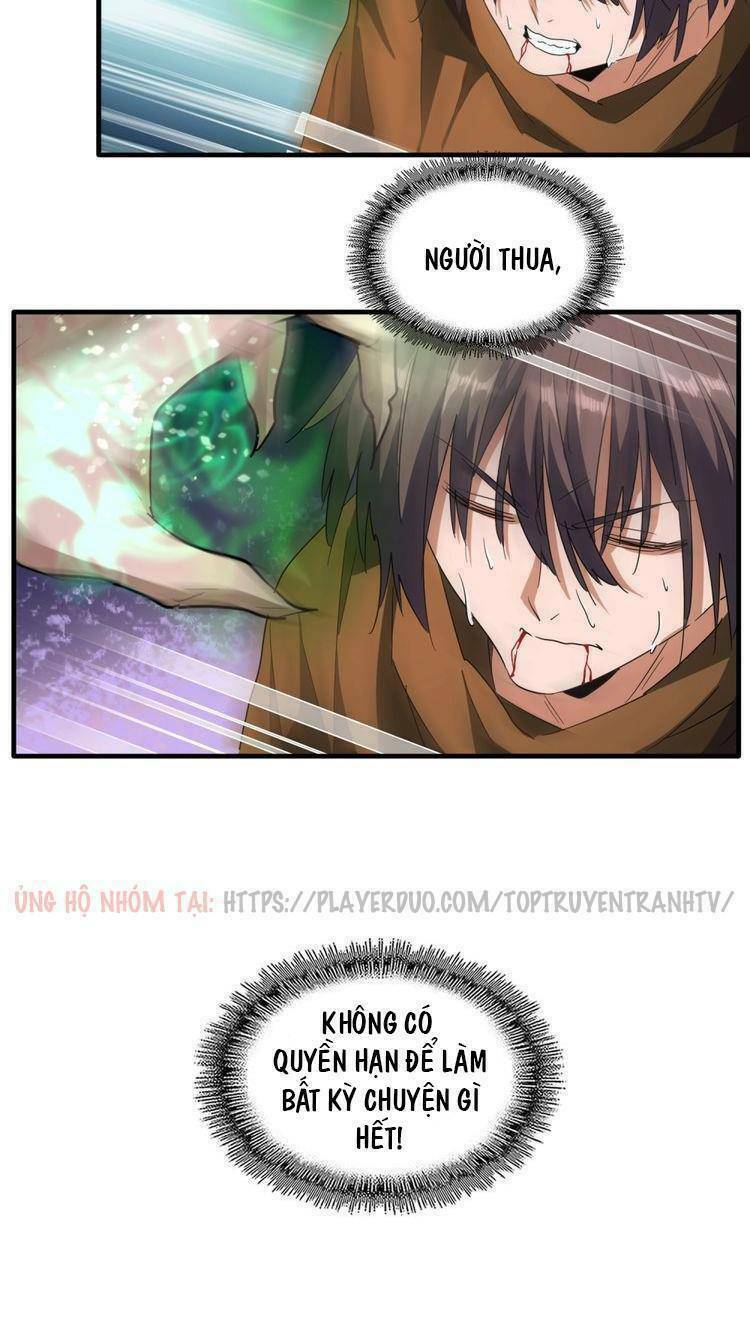 NGƯỜI THUA,
ỦNG HỘ NHÓM TẠI: HTTPS://PLAYERDUO.COM/TOPTRUYENTRANHTV/
KHÔNG CÓ
QUYỀN HẠN ĐỂ LÀM
BẤT KỲ CHUYỆN GÌ
HẾT!